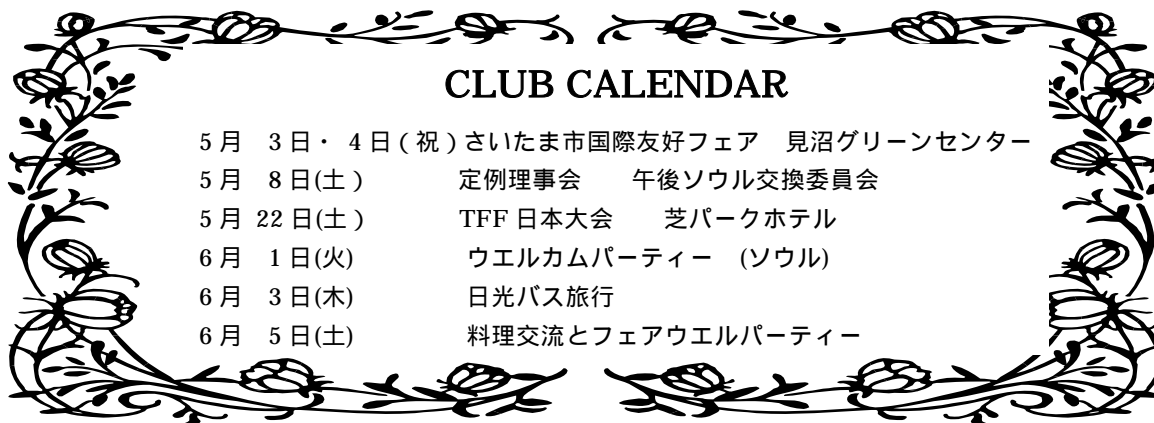 CLUB CALENDAR
5月 3日・ 4日(祝)さいたま市国際友好フェア 見沼グリーンセンター
5月 8日(土) 定例理事会 午後ソウル交換委員会
5月 22日(土) TFF日本大会 芝パークホテル
6月 1日(火) ウエルカムパーティー (ソウル)
6月 3日(木) 日光バス旅行
6月 5日(土) 料理交流とフェアウエルパーティー